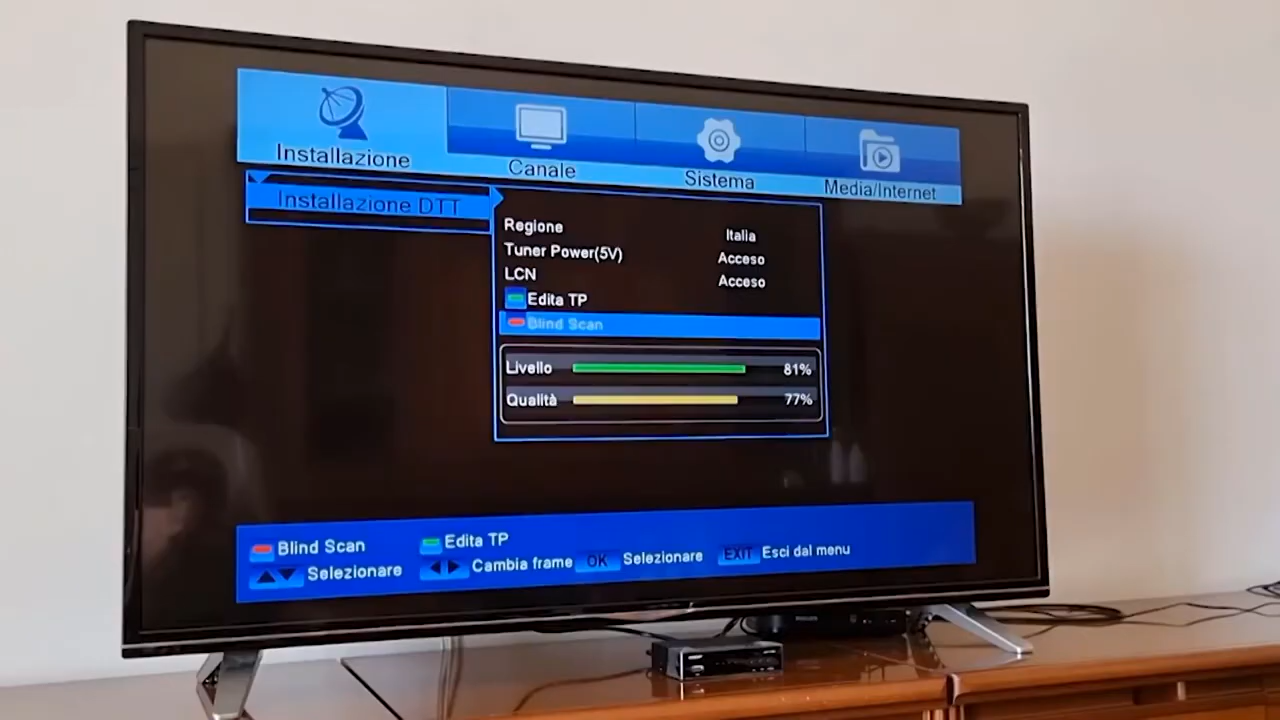 Installazione
Canale
Sistema
Media/Internet
Installazione DTT
Regione Italia
Tuner Power(5V) Acceso
LCN Acceso
Edita TP
Blind Scan
Livello 81%
Qualità 77%
Blind Scan Edita TP
Selezionare Cambia frame OK Selezionare EXIT Esci dal menu